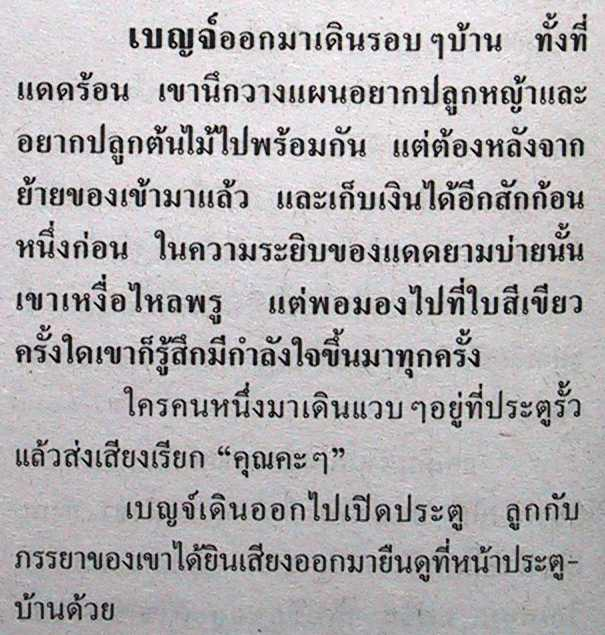 เบญจ์ออกมาเดินรอบๆบ้าน ทั้งที่
แดดร้อน เขานึกวางแผนอยากปลูกหญ้าและ
อยากปลูกต้นไม้ไปพร้อมกัน แต่ต้องหลังจาก
ย้ายของเข้ามาแล้ว และเก็บเงินได้อีกสักก้อน
หนึ่งก่อน ในความระยิบของแดดยามบ่ายนั้น
เขาเหงื่อไหลพรู แต่พอมองไปที่ใบสีเขียว
ครั้งใดเขาก็รู้สึกมีกำลังใจขึ้นมาทุกครั้ง
ใครคนหนึ่งมาเดินแวบๆอยู่ที่ประตูรั้ว
แล้วส่งเสียงเรียก “คุณคะๆ”
เบญจ์เดินออกไปเปิดประตู ลูกกับ
ภรรยาของเขาได้ยินเสียงออกมายืนดูที่หน้าประตู-
บ้านด้วย